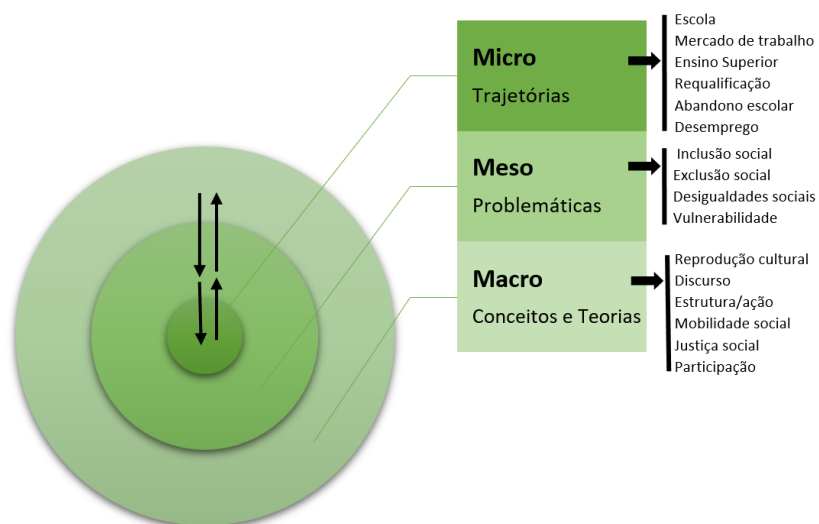 Micro
Trajetórias
Escola
Mercado de trabalho
Ensino Superior
Requalificação
Abandono escolar
Desemprego
Meso
Problemáticas
Inclusão social
Exclusão social
Desigualdades sociais
Vulnerabilidade
Macro
Conceitos e Teorias
Reprodução cultural
Discurso
Estrutura/ação
Mobilidade social
Justiça social
Participação